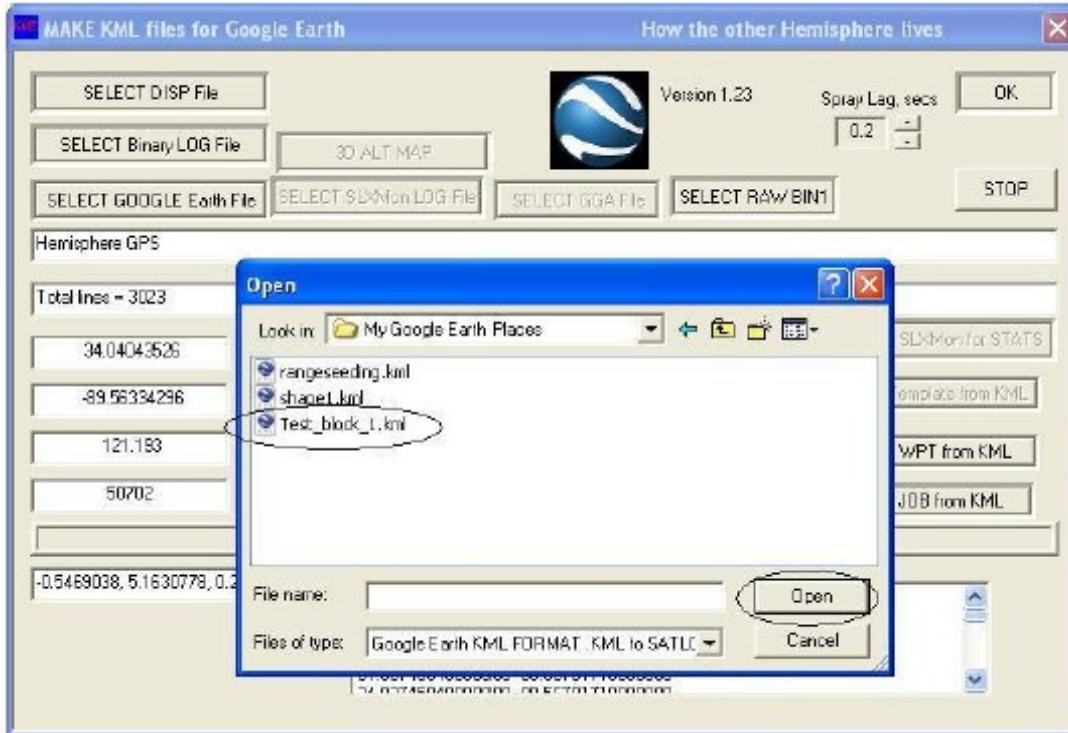 MAKE KML files for Google Earth How the other Hemisphere lives
SELECT DISP File
Version 1.23
Spray Lag, secs
OK
SELECT Binary LOG File
3D ALT MAP
0.2
SELECT GOOGLE Earth File
SELECT SLXMon LOG File
SELECT GGA File
SELECT RAW BIN1
STOP
Hemisphere GPS
Total lines = 3023
Open
Look in: My Google Earth Places
SLXMon for STATS
34.04043526
rangeseeding.kml
shape1.kml
-89.56334296
Template from KML
Test_block_1.kml
121.193
WPT from KML
50702
JOB from KML
-0.5469038, 5.1630778, 0.2
File name:
Open
Files of type: Google Earth KML FORMAT .KML to SATLO
Cancel